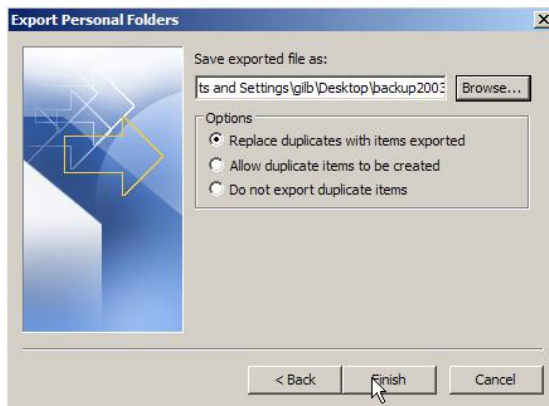 Export Personal Folders
Save exported file as:
ts and Settings\gilb\Desktop\backup2003
Browse...
Options
Replace duplicates with items exported
Allow duplicate items to be created
Do not export duplicate items
< Back
Finish
Cancel